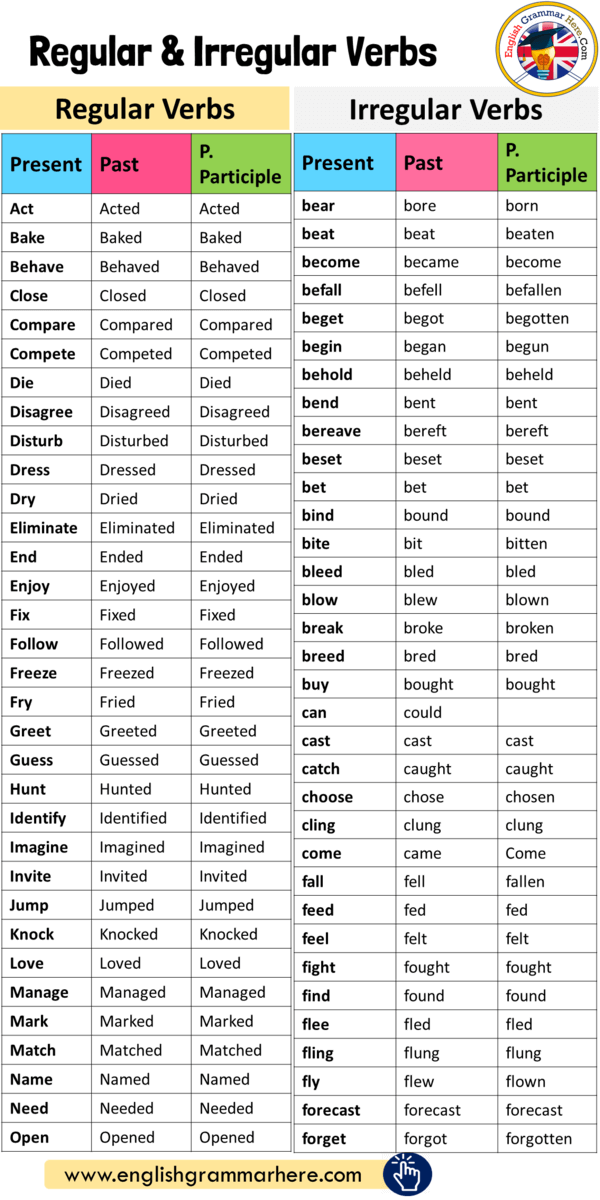 Regular & Irregular Verbs
English Grammar Here.Com
Regular Verbs
Present Past P. Participle
Act Acted Acted
Bake Baked Baked
Behave Behaved Behaved
Close Closed Closed
Compare Compared Compared
Compete Competed Competed
Die Died Died
Disagree Disagreed Disagreed
Disturb Disturbed Disturbed
Dress Dressed Dressed
Dry Dried Dried
Eliminate Eliminated Eliminated
End Ended Ended
Enjoy Enjoyed Enjoyed
Fix Fixed Fixed
Follow Followed Followed
Freeze Freezed Freezed
Fry Fried Fried
Greet Greeted Greeted
Guess Guessed Guessed
Hunt Hunted Hunted
Identify Identified Identified
Imagine Imagined Imagined
Invite Invited Invited
Jump Jumped Jumped
Knock Knocked Knocked
Love Loved Loved
Manage Managed Managed
Mark Marked Marked
Match Matched Matched
Name Named Named
Need Needed Needed
Open Opened Opened
Irregular Verbs
Present Past P. Participle
bear bore born
beat beat beaten
become became become
befall befell befallen
beget begot begotten
begin began begun
behold beheld beheld
bend bent bent
bereave bereft bereft
beset beset beset
bet bet bet
bind bound bound
bite bit bitten
bleed bled bled
blow blew blown
break broke broken
breed bred bred
buy bought bought
can could
cast cast cast
catch caught caught
choose chose chosen
cling clung clung
come came Come
fall fell fallen
feed fed fed
feel felt felt
fight fought fought
find found found
flee fled fled
fling flung flung
fly flew flown
forecast forecast forecast
forget forgot forgotten
www.englishgrammarhere.com